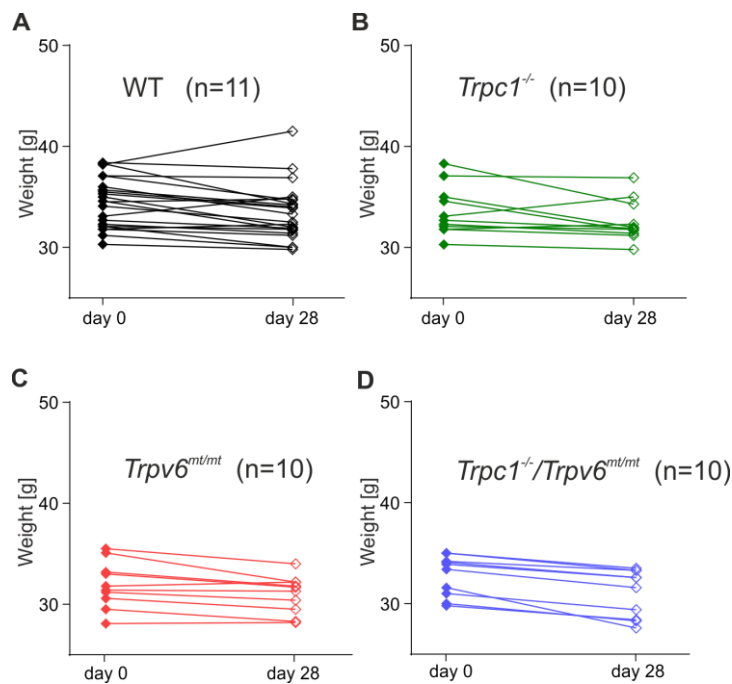 A
50
40
30
Weight [g]
WT (n=11)
day 0
day 28
B
50
40
30
Weight [g]
Trpc1-/- (n=10)
day 0
day 28
C
50
40
30
Weight [g]
Trpv6mt/mt (n=10)
day 0
day 28
D
50
40
30
Weight [g]
Trpc1-/-/Trpv6mt/mt (n=10)
day 0
day 28